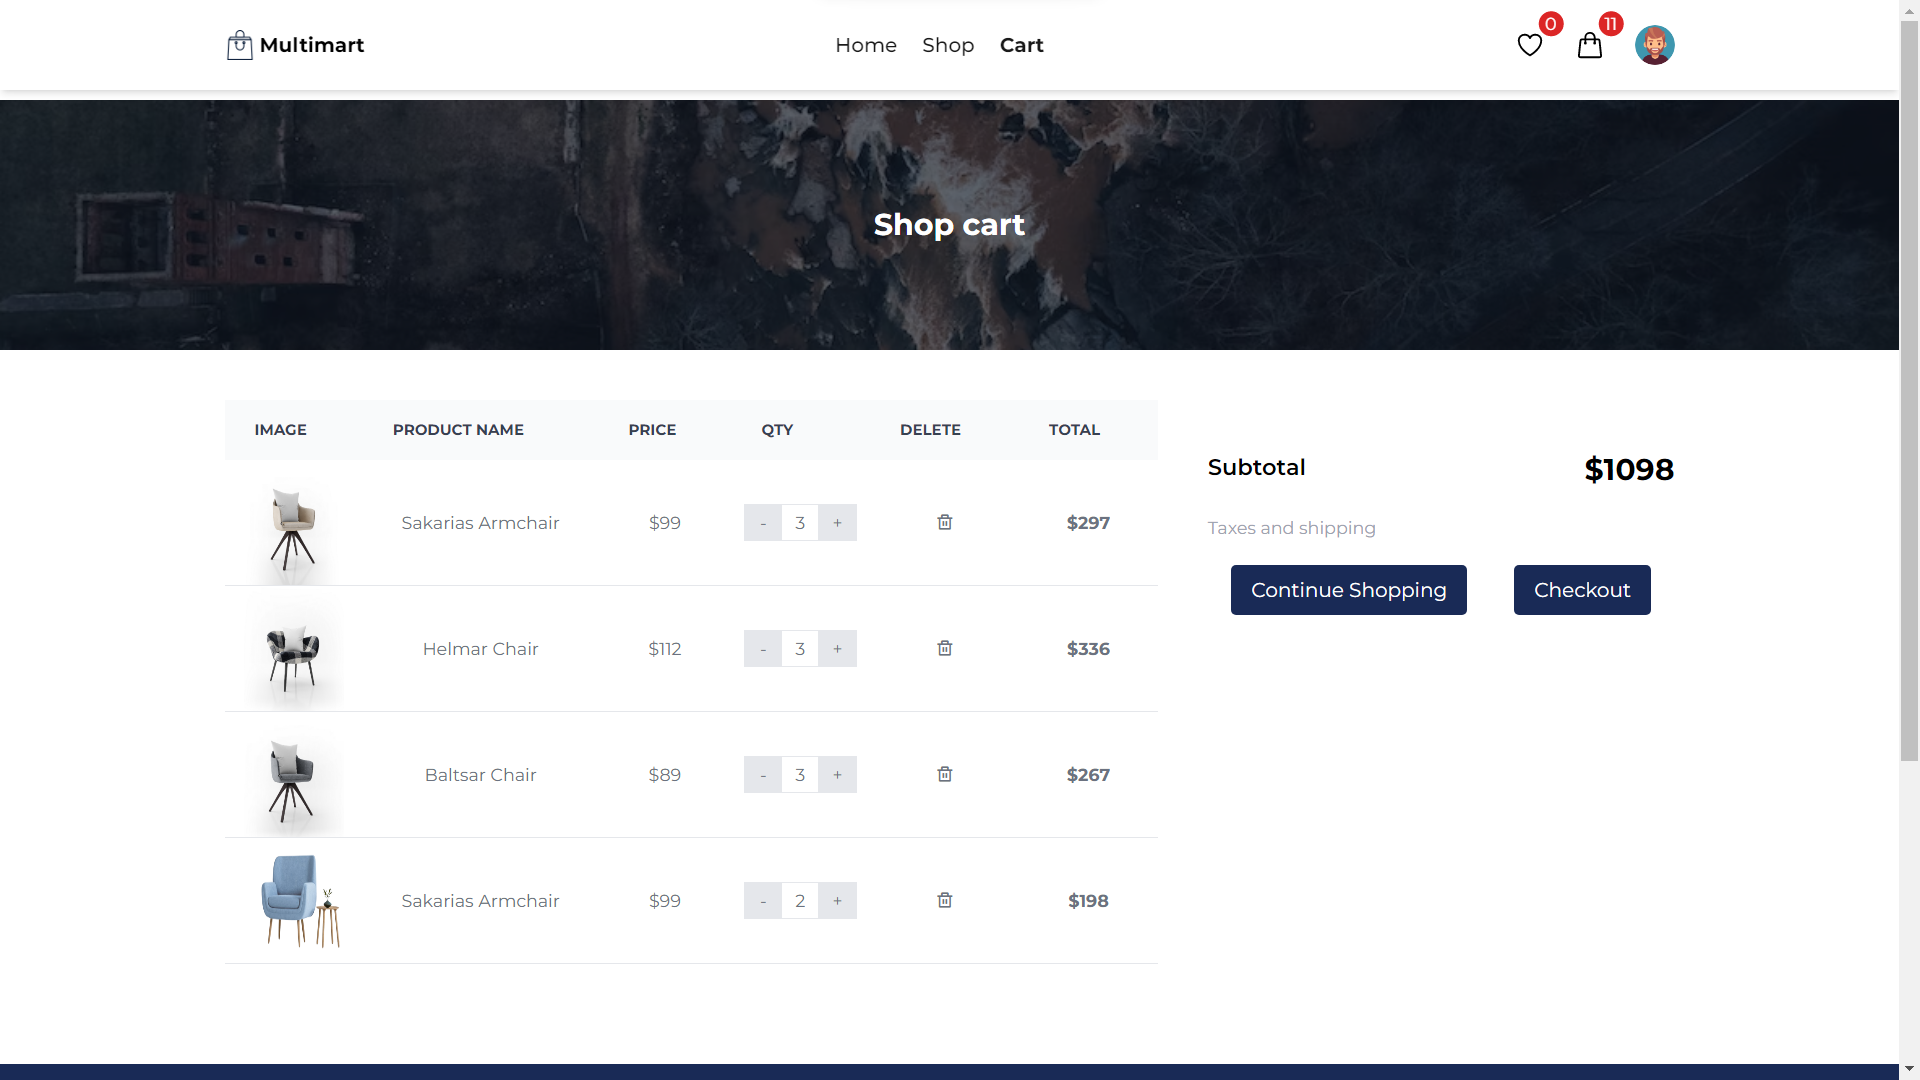 Multimart
Home Shop Cart
0 11
Shop cart
IMAGE PRODUCT NAME PRICE QTY DELETE TOTAL
Sakarias Armchair $99 - 3 + $297
Helmar Chair $112 - 3 + $336
Baltsar Chair $89 - 3 + $267
Sakarias Armchair $99 - 2 + $198
Subtotal $1098
Taxes and shipping
Continue Shopping Checkout